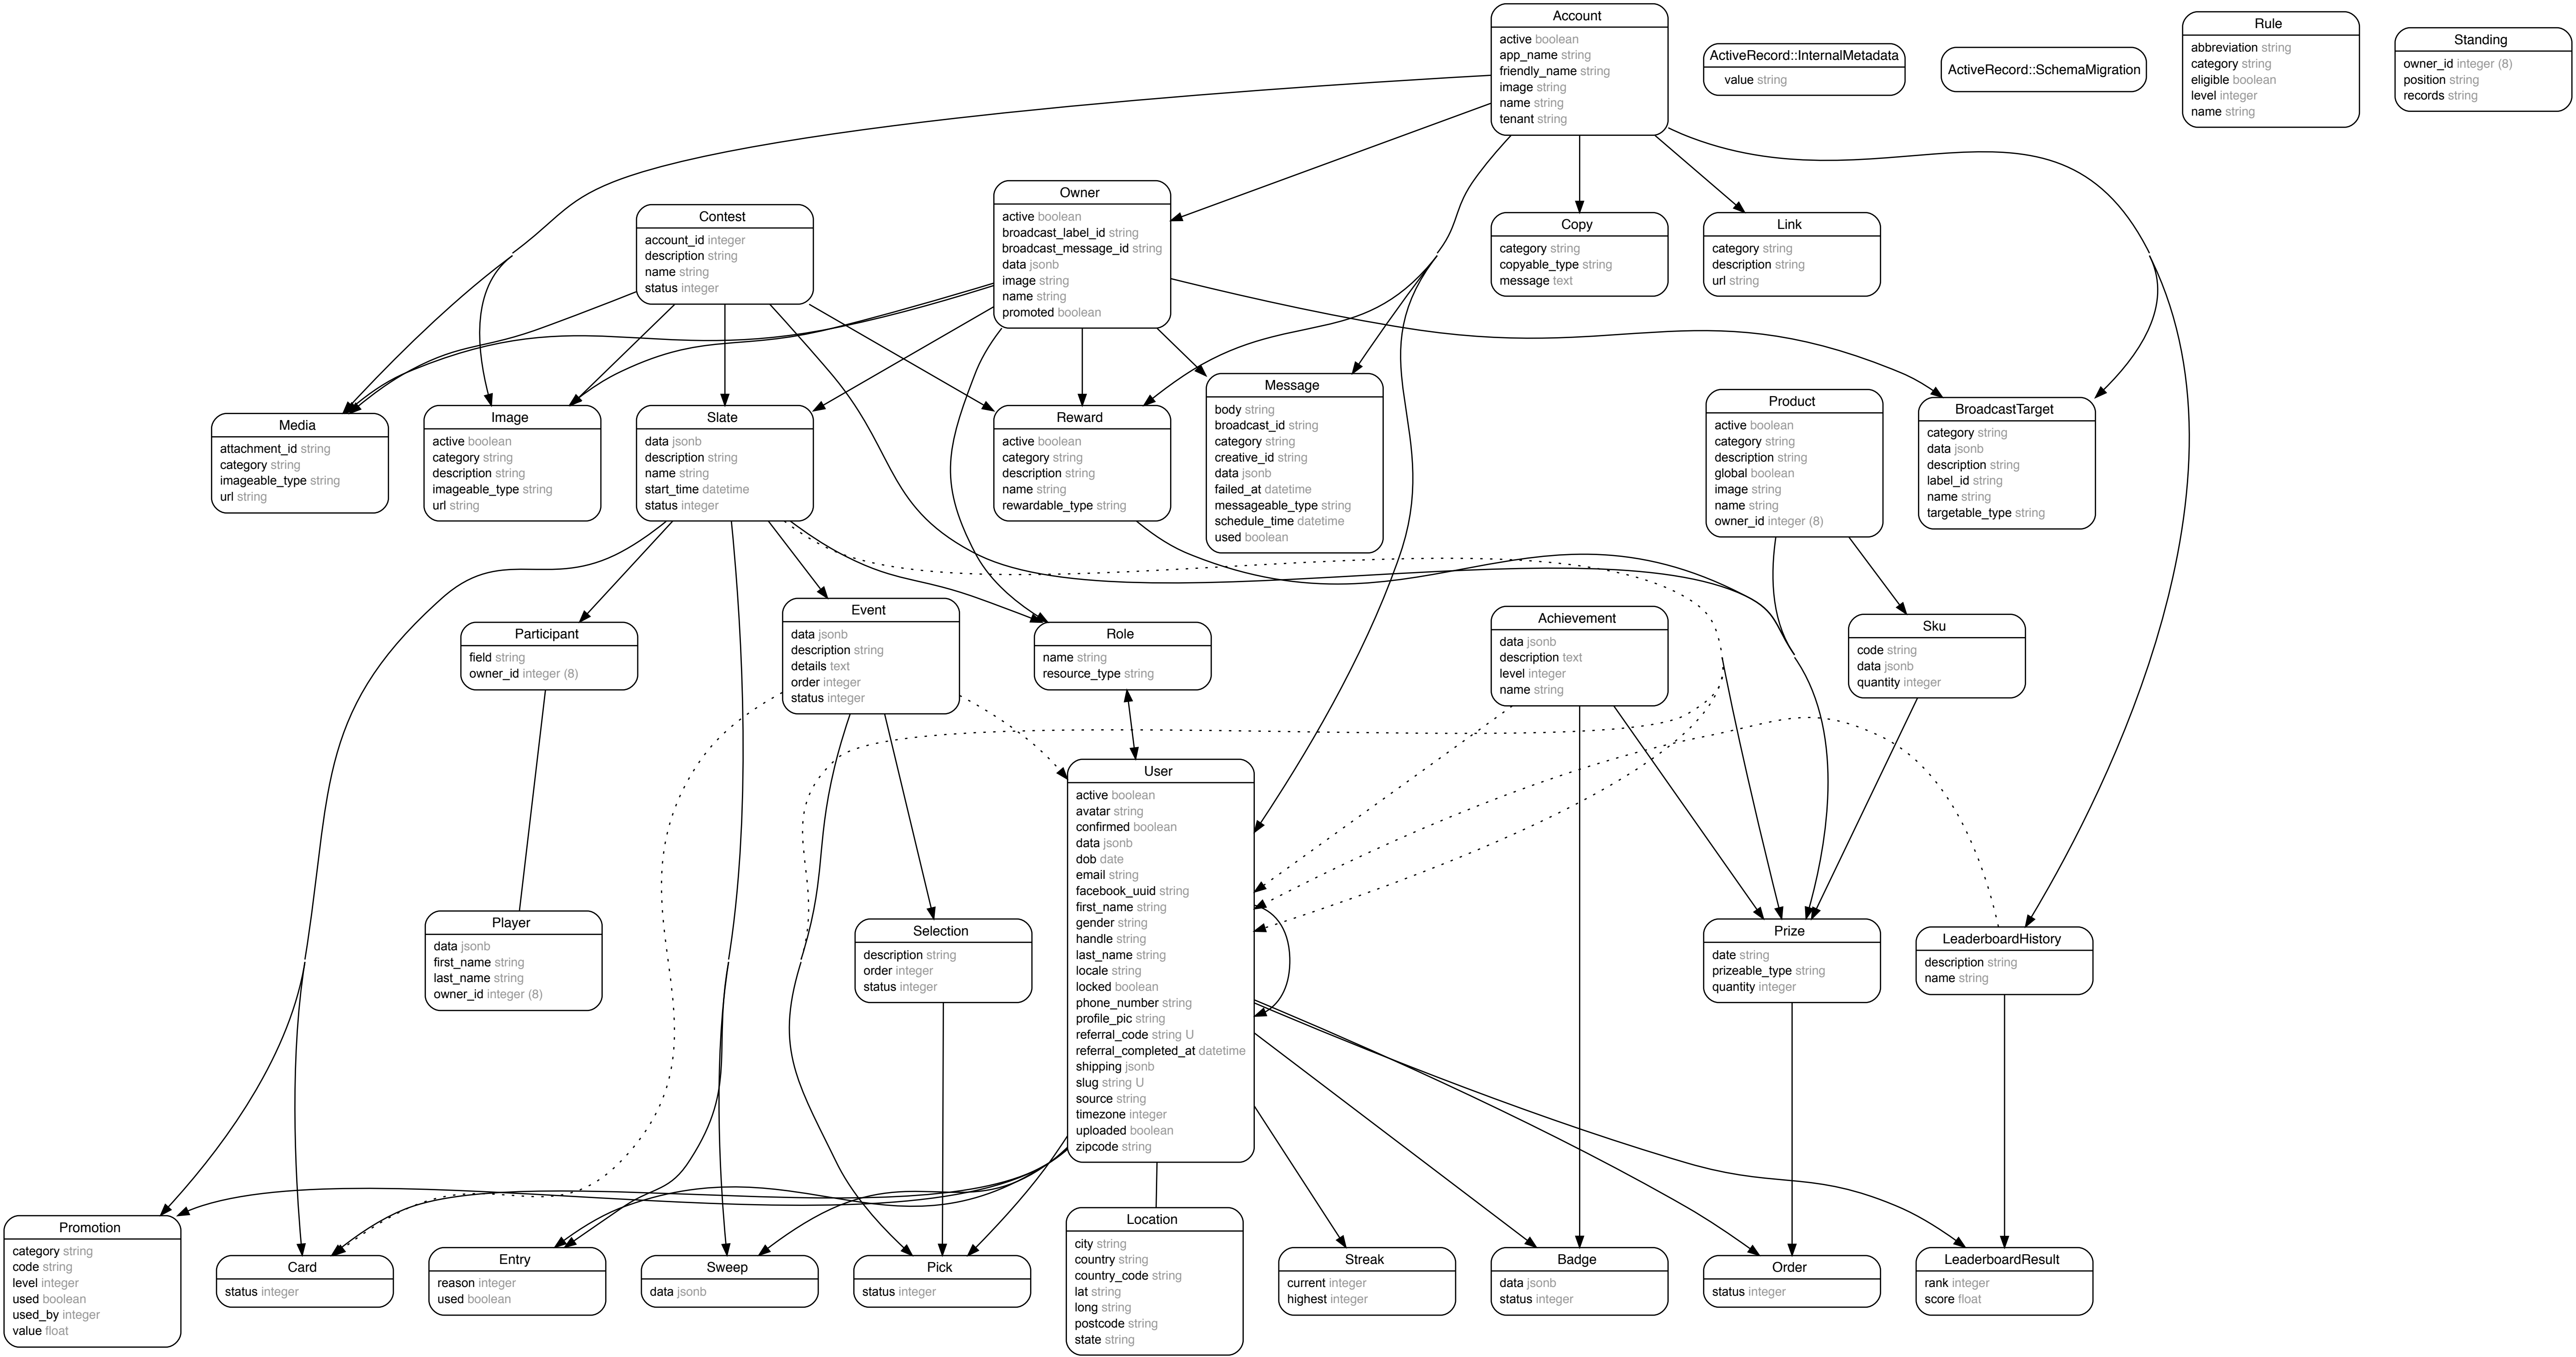 Account
active boolean
app_name string
friendly_name string
image string
name string
tenant string
ActiveRecord::InternalMetadata
value string
ActiveRecord::SchemaMigration
Rule
abbreviation string
category string
eligible boolean
level integer
name string
Standing
owner_id integer (8)
position string
records string
Contest
account_id integer
description string
name string
status integer
Owner
active boolean
broadcast_label_id string
broadcast_message_id string
data jsonb
image string
name string
promoted boolean
Copy
category string
copyable_type string
message text
Link
category string
description string
url string
Media
attachment_id string
category string
imageable_type string
url string
Image
active boolean
category string
description string
imageable_type string
url string
Slate
data jsonb
description string
name string
start_time datetime
status integer
Reward
active boolean
category string
description string
name string
rewardable_type string
Message
body string
broadcast_id string
category string
creative_id string
data jsonb
failed_at datetime
messageable_type string
schedule_time datetime
used boolean
Product
active boolean
category string
description string
global boolean
image string
name string
owner_id integer (8)
BroadcastTarget
category string
data jsonb
description string
label_id string
name string
targetable_type string
Participant
field string
owner_id integer (8)
Event
data jsonb
description string
details text
order integer
status integer
Role
name string
resource_type string
Achievement
data jsonb
description text
level integer
name string
Sku
code string
data jsonb
quantity integer
User
active boolean
avatar string
confirmed boolean
data jsonb
dob date
email string
facebook_uuid string
first_name string
gender string
handle string
last_name string
locale string
locked boolean
phone_number string
profile_pic string
referral_code string U
referral_completed_at datetime
shipping jsonb
slug string U
source string
timezone integer
uploaded boolean
zipcode string
Player
data jsonb
first_name string
last_name string
owner_id integer (8)
Selection
description string
order integer
status integer
Prize
date string
prizeable_type string
quantity integer
LeaderboardHistory
description string
name string
Promotion
category string
code string
level integer
used boolean
used_by integer
value float
Card
status integer
Entry
reason integer
used boolean
Sweep
data jsonb
Pick
status integer
Location
city string
country string
country_code string
lat string
long string
postcode string
state string
Streak
current integer
highest integer
Badge
data jsonb
status integer
Order
status integer
LeaderboardResult
rank integer
score float